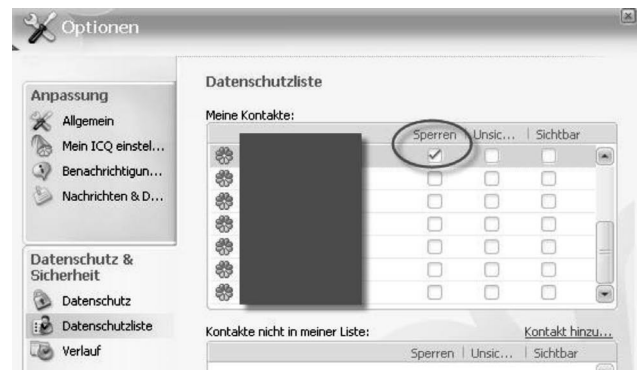 Optionen
Anpassung
Allgemein
Mein ICQ einstel...
Benachrichtigun...
Nachrichten & D...
Datenschutz &
Sicherheit
Datenschutz
Datenschutzliste
Verlauf
Datenschutzliste
Meine Kontakte:
Sperren Unsic... Sichtbar
Kontakte nicht in meiner Liste: Kontakt hinzu...
Sperren Unsic... Sichtbar